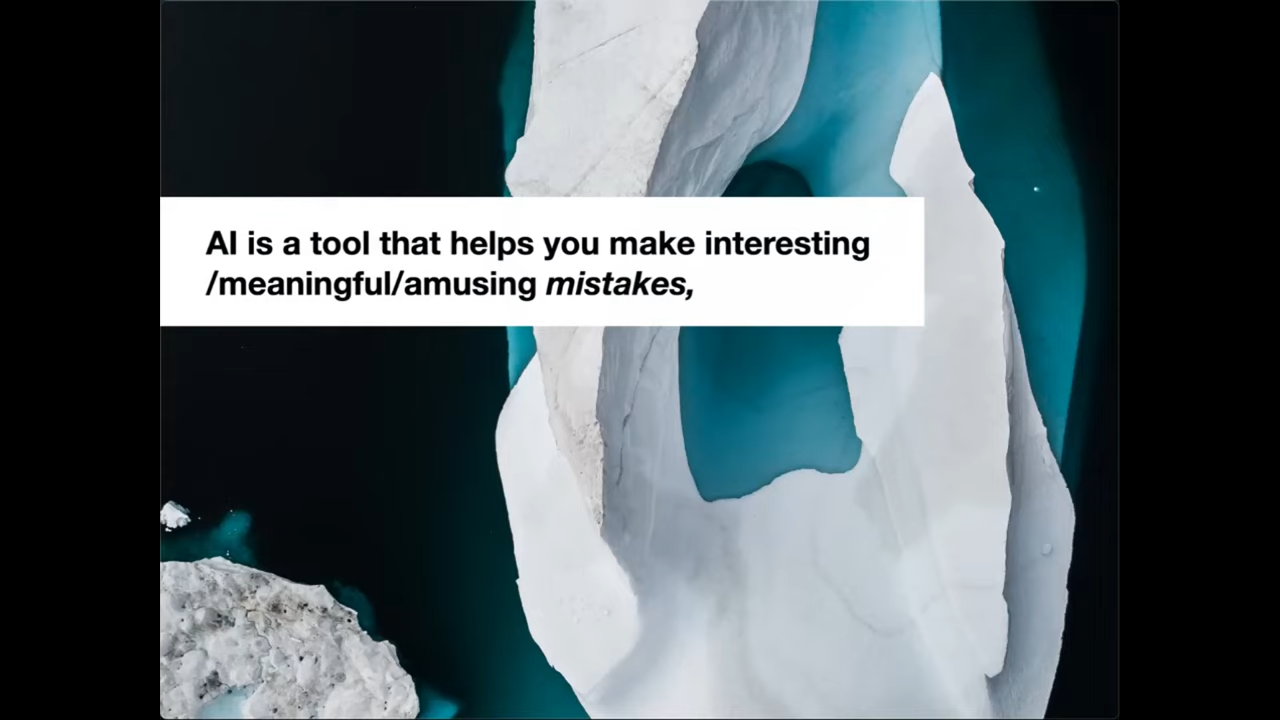 AI is a tool that helps you make interesting
/meaningful/amusing mistakes,